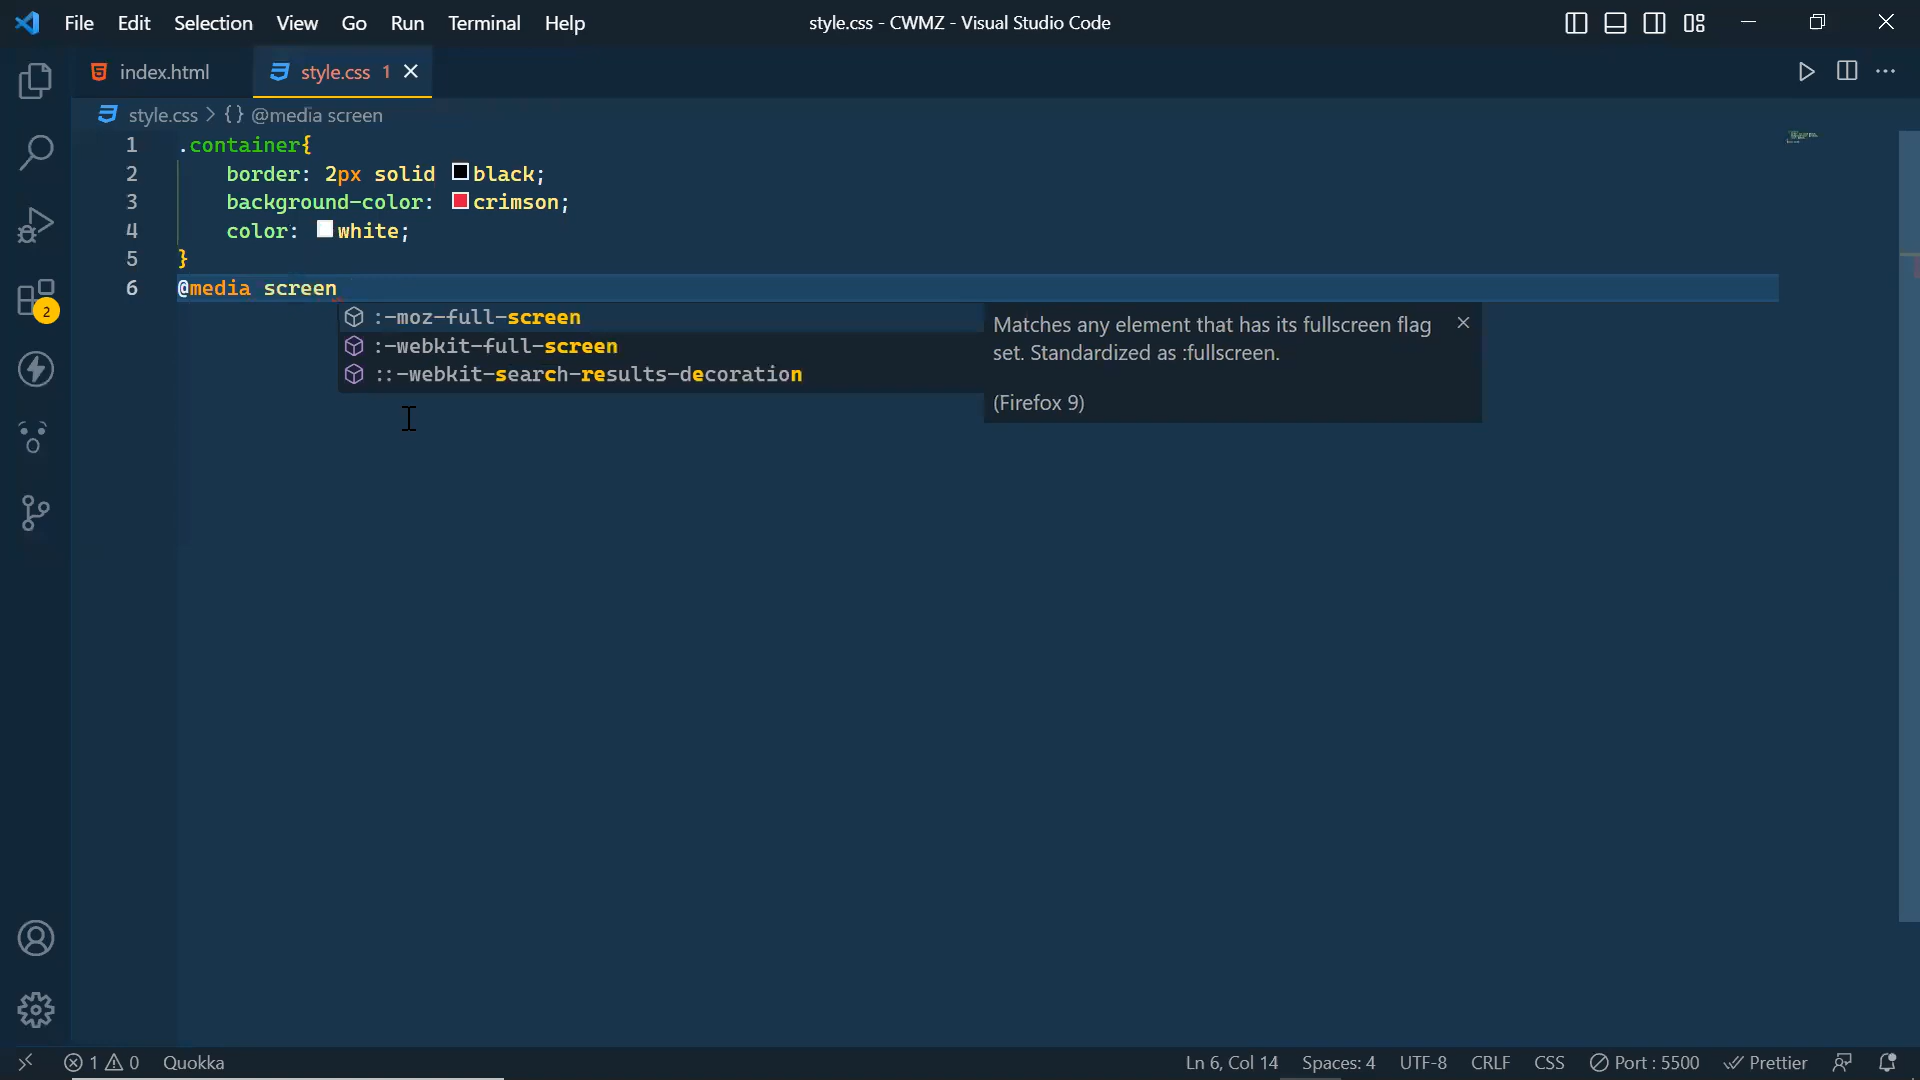 File Edit Selection View Go Run Terminal Help style.css - CWMZ - Visual Studio Code
index.html style.css 1
style.css > {} @media screen
1 .container{
2 border: 2px solid black;
3 background-color: crimson;
4 color: white;
5 }
6 @media screen
:-moz-full-screen
:-webkit-full-screen
::-webkit-search-results-decoration
Matches any element that has its fullscreen flag
set. Standardized as :fullscreen.
(Firefox 9)
2
1 0 Quokka Ln 6, Col 14 Spaces: 4 UTF-8 CRLF CSS Port : 5500 Prettier